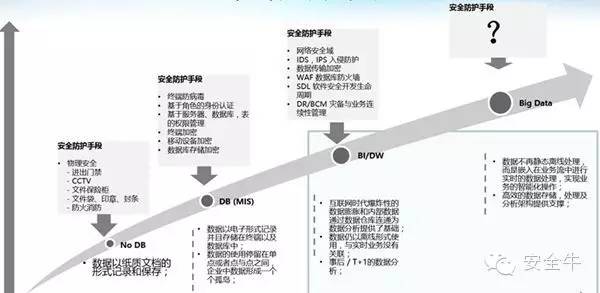 安全防护手段
?
安全防护手段
• 网络安全域
• IDS，IPS 入侵防护
• 数据传输加密
• WAF 数据库防火墙
• SDL 软件安全开发生命
周期
• DR/BCM 灾备与业务连
续性管理
安全防护手段
• 终端防病毒
• 基于角色的身份认证
• 基于服务器、数据库，表
的权限管理
• 终端加密
• 移动设备加密
• 数据库存储加密
安全防护手段
• 物理安全
- 进出门禁
- CCTV
- 文件保险柜
- 文件袋、印章、封条
- 防火消防
Big Data
BI/DW
DB (MIS)
No DB
• 数据以纸质文档的
形式记录和保存；
• 数据以电子形式记录
并且存储在终端以及
数据库中；
• 数据的使用停留在单
点或者点与点之间，
企业中数据形成一个
个孤岛；
• 互联网时代爆炸性的
数据膨胀和内部数据
通过数据仓库连通为
数据分析提供了基础；
• 数据仍以离线形式使
用，与实时业务没有
关联；
• 事后／T+1的数据分
析；
• 数据不再静态离线处理，
而是嵌入在业务流中进行
实时的数据处理，实现业
务的智能化操作；
• 高效的数据存储，处理及
分析架构提供支撑；
安全牛